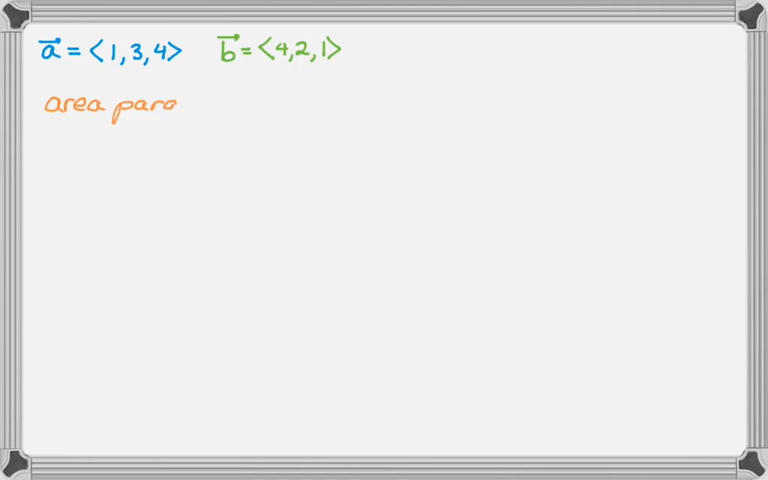 a⃗ = <1, 3, 4> b⃗ = <4, 2, 1>
area para